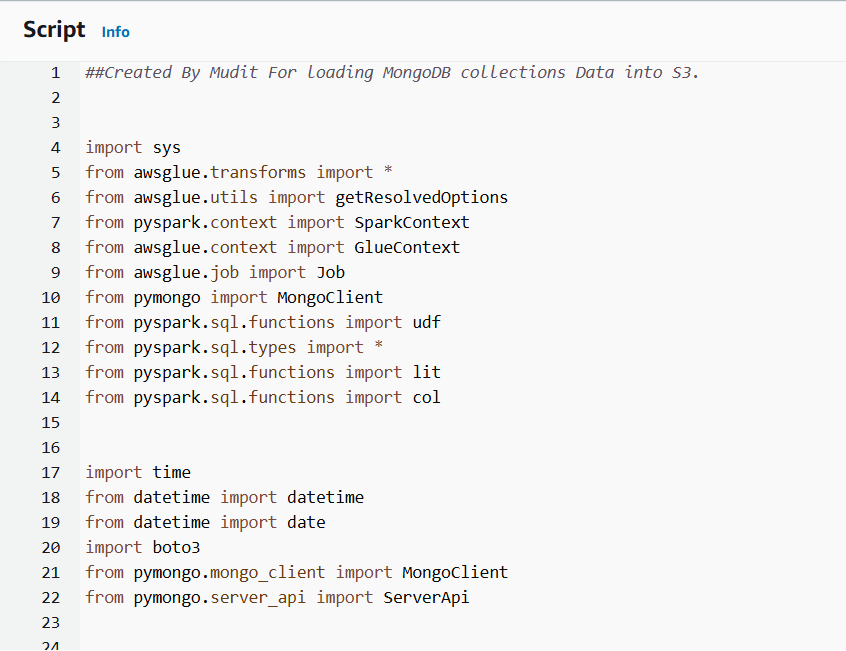 Script Info
1 ##Created By Mudit For loading MongoDB collections Data into S3.
2
3
4 import sys
5 from awsglue.transforms import *
6 from awsglue.utils import getResolvedOptions
7 from pyspark.context import SparkContext
8 from awsglue.context import GlueContext
9 from awsglue.job import Job
10 from pymongo import MongoClient
11 from pyspark.sql.functions import udf
12 from pyspark.sql.types import *
13 from pyspark.sql.functions import lit
14 from pyspark.sql.functions import col
15
16
17 import time
18 from datetime import datetime
19 from datetime import date
20 import boto3
21 from pymongo.mongo_client import MongoClient
22 from pymongo.server_api import ServerApi
23
24